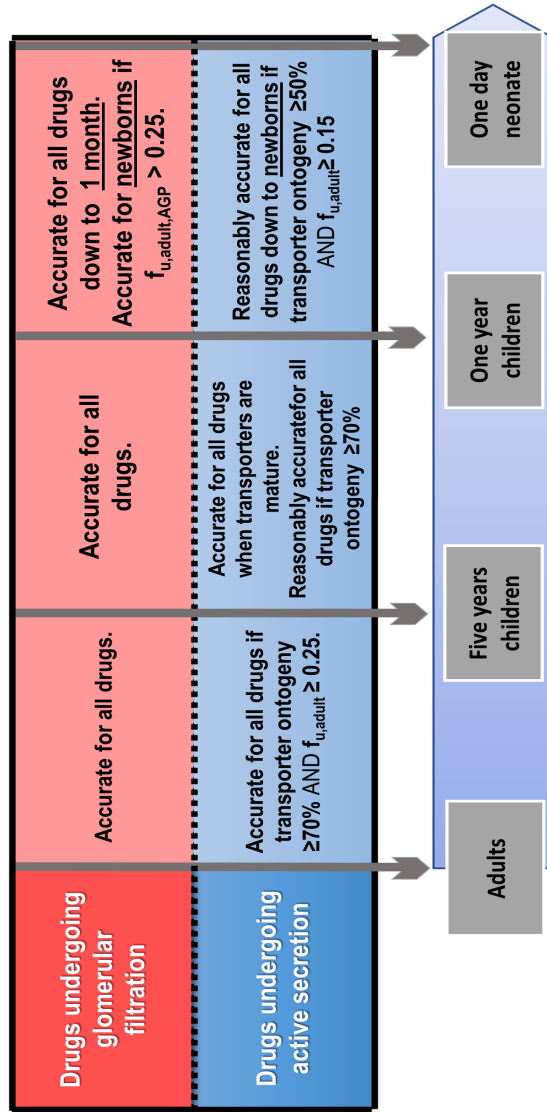 Drugs undergoing
glomerular
filtration
Accurate for all drugs.
Accurate for all
drugs.
Accurate for all drugs
down to 1 month.
Accurate for newborns if
fu,adult,AGP > 0.25.
Drugs undergoing
active secretion
Accurate for all drugs if
transporter ontogeny
≥70% AND fu,adult ≥ 0.25.
Accurate for all drugs
when transporters are
mature.
Reasonably accuratefor all
drugs if transporter
ontogeny ≥70%
Reasonably accurate for all
drugs down to newborns if
transporter ontogeny ≥50%
AND fu,adult≥ 0.15
Adults
Five years
children
One year
children
One day
neonate